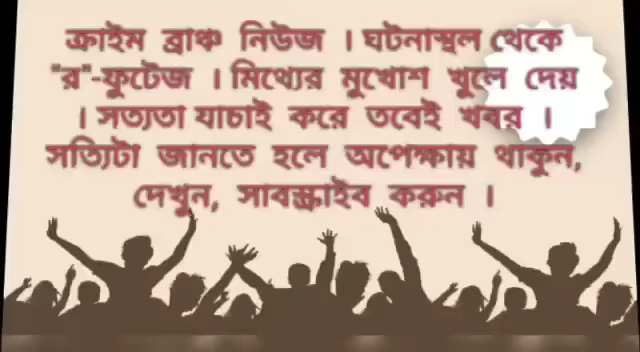 ক্রাইম ব্রাঞ্চ নিউজ । ঘটনাস্থল থেকে
"র"-ফুটেজ । মিথ্যের মুখোশ খুলে দেয়
। সত্যতা যাচাই করে তবেই খবর ।
সত্যিটা জানতে হলে অপেক্ষায় থাকুন,
দেখুন, সাবস্ক্রাইব করুন ।